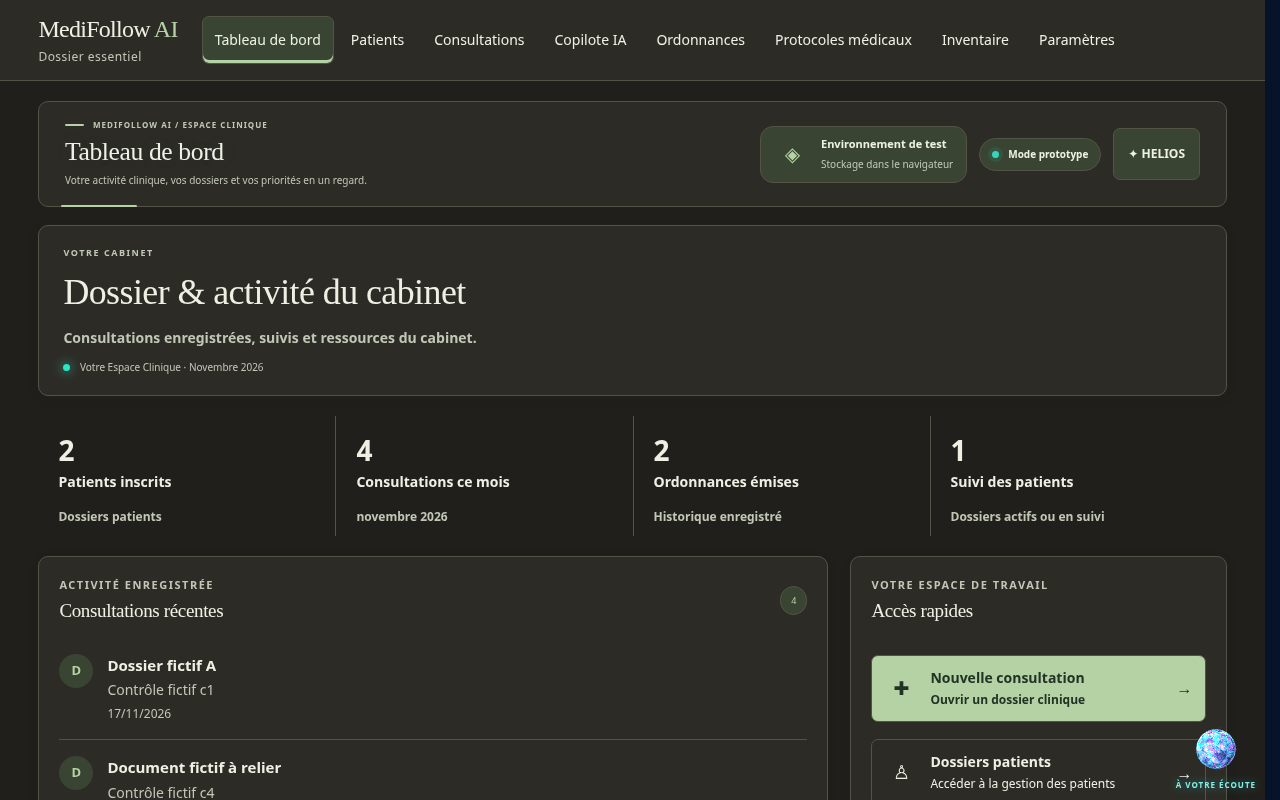 MediFollow AI
Dossier essentiel
Tableau de bord
Patients
Consultations
Copilote IA
Ordonnances
Protocoles médicaux
Inventaire
Paramètres
MEDIFOLLOW AI / ESPACE CLINIQUE
Tableau de bord
Votre activité clinique, vos dossiers et vos priorités en un regard.
Environnement de test
Stockage dans le navigateur
Mode prototype
✦ HELIOS
VOTRE CABINET
Dossier & activité du cabinet
Consultations enregistrées, suivis et ressources du cabinet.
Votre Espace Clinique · Novembre 2026
2
Patients inscrits
Dossiers patients
4
Consultations ce mois
novembre 2026
2
Ordonnances émises
Historique enregistré
1
Suivi des patients
Dossiers actifs ou en suivi
ACTIVITÉ ENREGISTRÉE
Consultations récentes
4
D
Dossier fictif A
Contrôle fictif c1
17/11/2026
D
Document fictif à relier
Contrôle fictif c4
VOTRE ESPACE DE TRAVAIL
Accès rapides
Nouvelle consultation
Ouvrir un dossier clinique
→
Dossiers patients
Accéder à la gestion des patients
→
À VOTRE ÉCOUTE